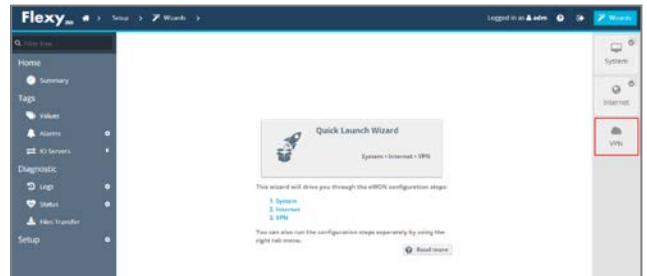 Flexy
Setup
Wizards
Logged in as adm
Wizards
Filter tree
Home
Summary
Tags
Values
Alarms
IO Servers
Diagnostic
Logs
Status
Files Transfer
Setup
Quick Launch Wizard
System • Internet • VPN
This wizard will drive you through the eWON configuration steps:
1. System
2. Internet
3. VPN
You can also run the configuration steps separately by using the
right tab menu.
Read more
System
Internet
VPN